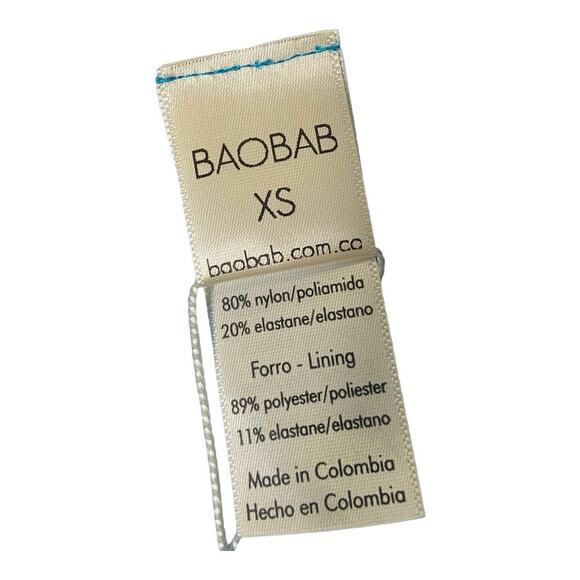 BAOBAB
XS
baobab.com.co
80% nylon/poliamida
20% elastane/elastano
Forro - Lining
89% polyester/poliester
11% elastane/elastano
Made in Colombia
Hecho en Colombia